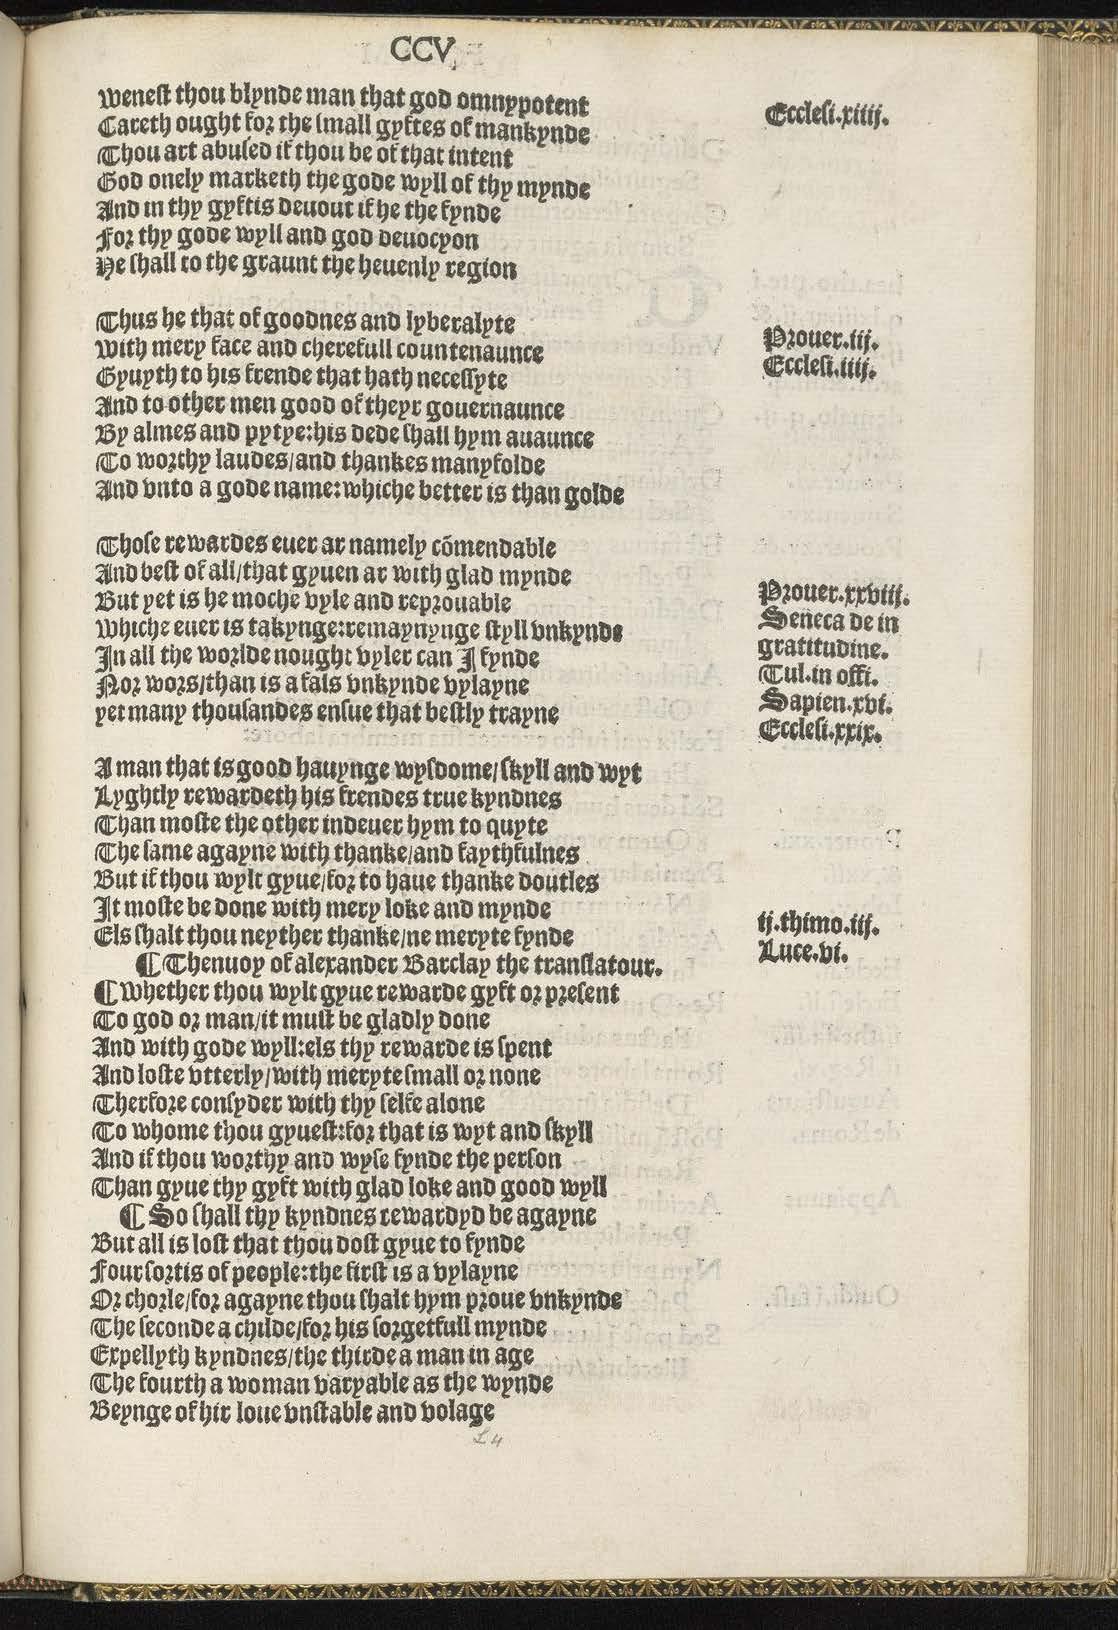 CCV.
Weneſt thou blynde man that god omnypotent
Careth ought for the ſmall gyftes of mankynde
Thou art abuſed if thou be of that intent
God onely marketh the gode wyll of thy mynde
And in thy gyftis deuout if he the fynde
For thy gode wyll and god deuocyon
He ſhall to the graunt the heuenly region
Eccleſi.xiiij.
Thus he that of goodnes and lyberalyte
With mery face and cherefull countenaunce
Gyuyth to his frende that hath neceſſyte
And to other men good of theyr gouernaunce
By almes and pytye:his dede ſhall hym auaunce
To worthy laudes/and thankes manyfolde
And vnto a gode name:whiche better is than golde
Prouer.iij.
Eccleſi.iiij.
Thoſe rewardes euer ar namely cōmendable
And beſt of all/that gyuen ar with glad mynde
But yet is he moche vyle and reprouable
Whiche euer is takynge:remaynynge ſtyll vnkynde
In all the worlde nought vyler can I fynde
Nor wors/than is a fals vnkynde vylayne
yet many thouſandes enſue that beſtly trayne
Prouer.xxviij.
Seneca de in
gratitudine.
Tul.in offi.
Sapien.xvi.
Eccleſi.xxix.
A man that is good hauynge wyſdome/ſkyll and wyt
Lyghtly rewardeth his frendes true kyndnes
Than moſte the other indeuer hym to quyte
The ſame agayne with thanke/and faythfulnes
But if thou wylt gyue/for to haue thanke doutles
It moſte be done with mery loke and mynde
Els ſhalt thou neyther thanke/ne meryte fynde
ij.thimo.iij.
Luce.vi.
¶ Thenuoy of alexander Barclay the tranſlatour.
¶ Whether thou wylt gyue rewarde gyft or preſent
To god or man/it muſt be gladly done
And with gode wyll:els thy rewarde is ſpent
And loſte vtterly/with meryte ſmall or none
Therfore conſyder with thy ſelfe alone
To whome thou gyueſt:for that is wyt and ſkyll
And if thou worthy and wyſe fynde the perſon
Than gyue thy gyft with glad loke and good wyll
¶ So ſhall thy kyndnes rewardyd be agayne
But all is loſt that thou doſt gyue to fynde
Four ſortis of people:the firſt is a vylayne
Or chorle/for agayne thou ſhalt hym proue vnkynde
The ſeconde a childe/for his forgetfull mynde
Expellyth kyndnes/the thirde a man in age
The fourth a woman varyable as the wynde
Beynge of hir loue vnſtable and volage
L4